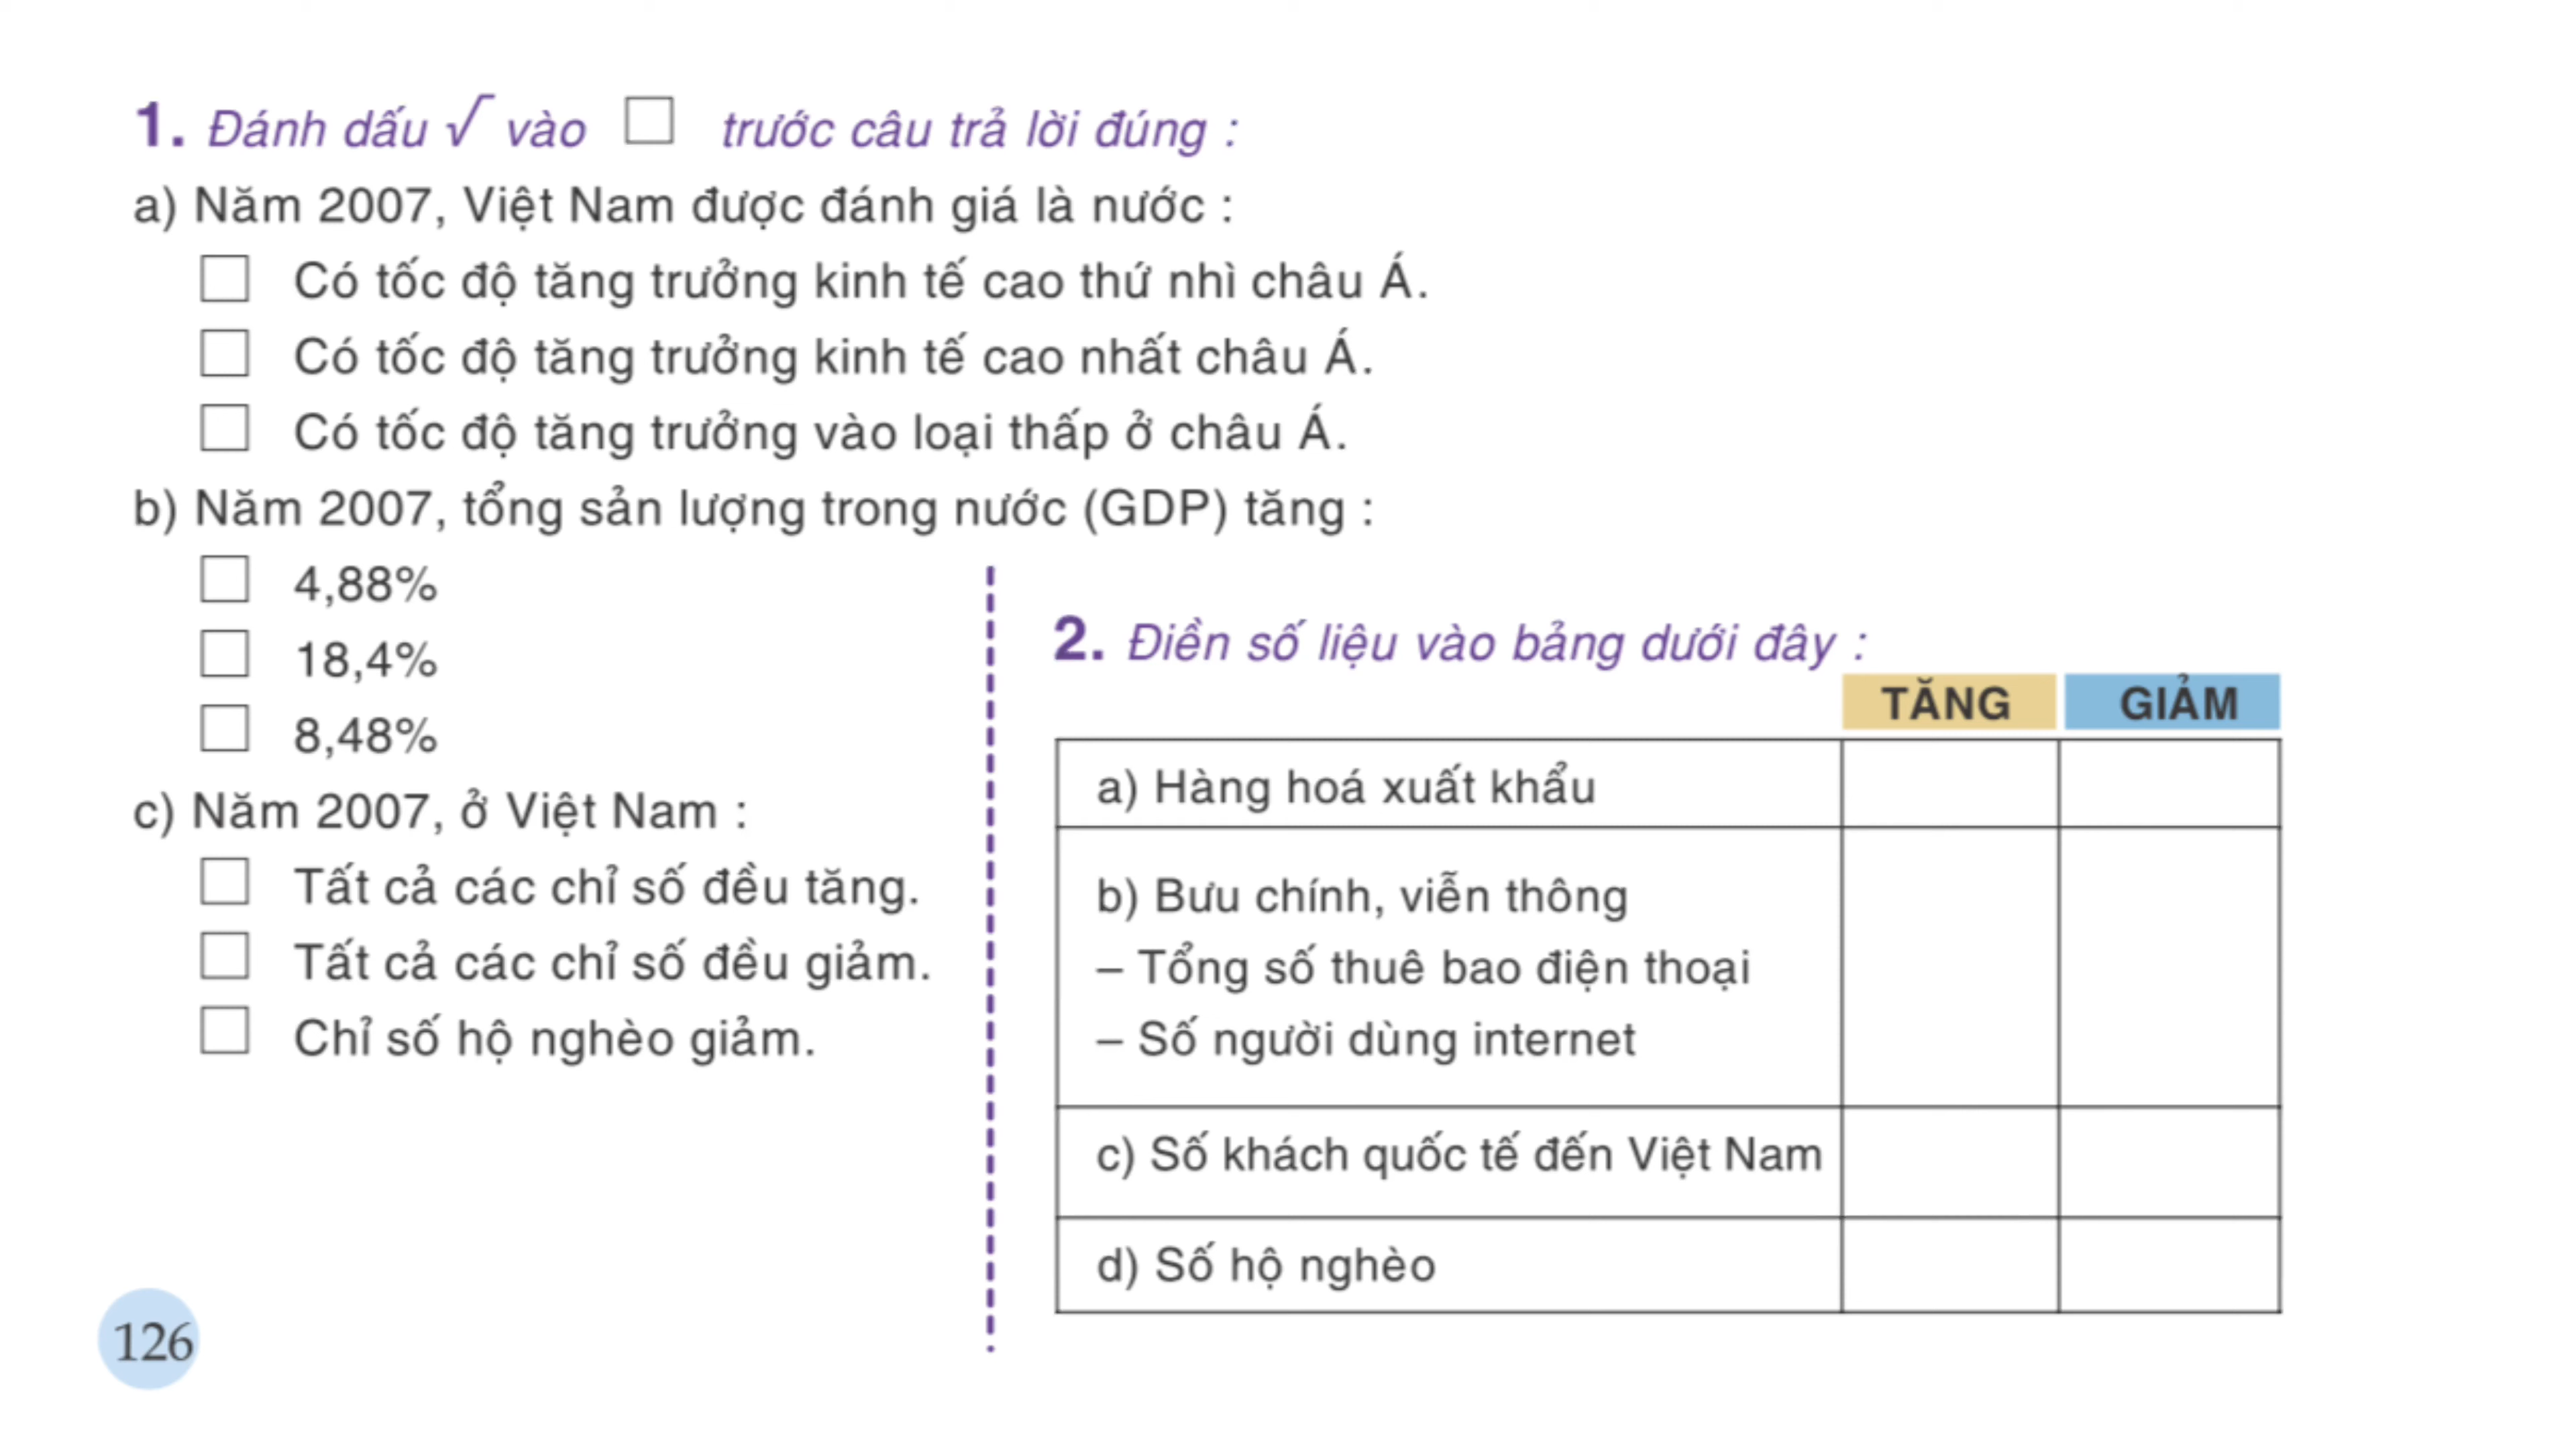 1. Đánh dấu √ vào □ trước câu trả lời đúng :
a) Năm 2007, Việt Nam được đánh giá là nước :
□ Có tốc độ tăng trưởng kinh tế cao thứ nhì châu Á.
□ Có tốc độ tăng trưởng kinh tế cao nhất châu Á.
□ Có tốc độ tăng trưởng vào loại thấp ở châu Á.
b) Năm 2007, tổng sản lượng trong nước (GDP) tăng :
□ 4,88%
□ 18,4%
□ 8,48%
c) Năm 2007, ở Việt Nam :
□ Tất cả các chỉ số đều tăng.
□ Tất cả các chỉ số đều giảm.
□ Chỉ số hộ nghèo giảm.
2. Điền số liệu vào bảng dưới đây :
TĂNG GIẢM
a) Hàng hoá xuất khẩu
b) Bưu chính, viễn thông
– Tổng số thuê bao điện thoại
– Số người dùng internet
c) Số khách quốc tế đến Việt Nam
d) Số hộ nghèo
126